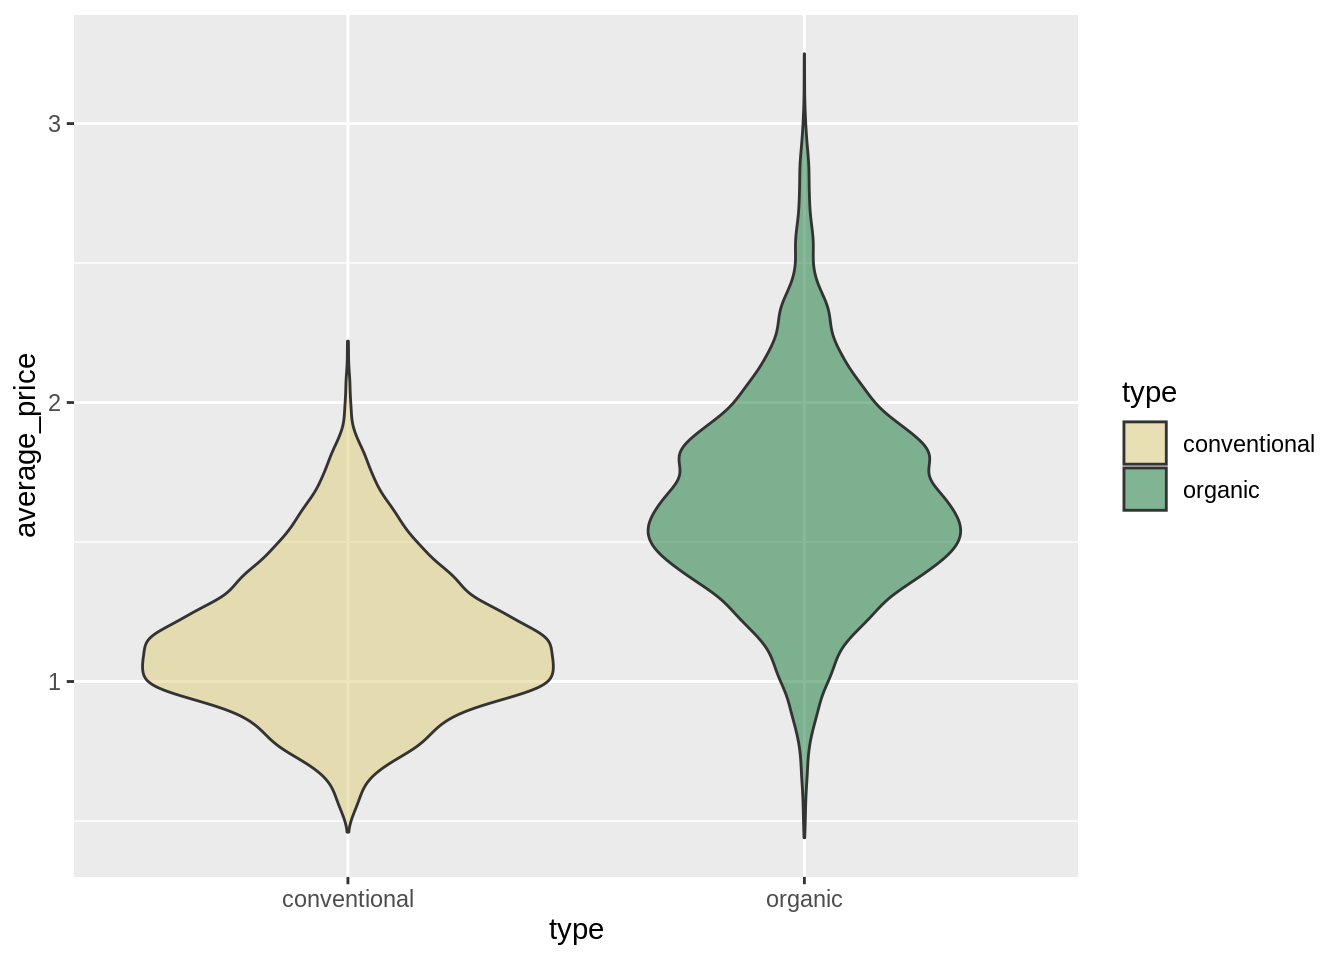 average_price
3
2
1
conventional
organic
type
type
conventional
organic